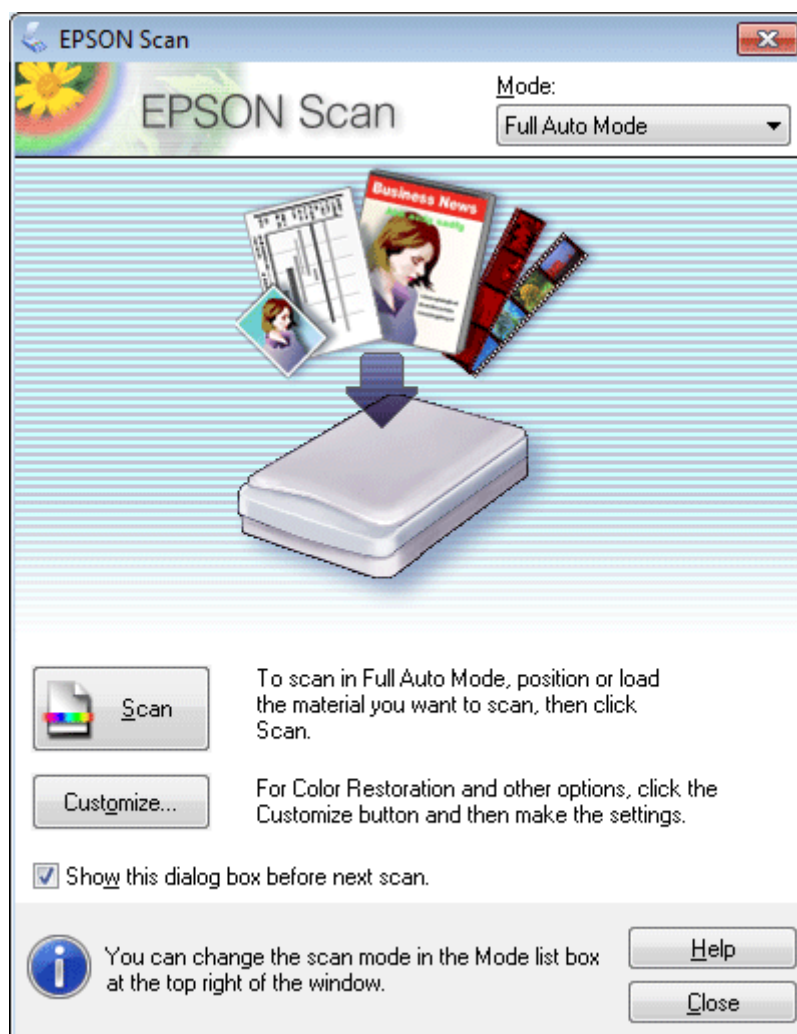 EPSON Scan
EPSON Scan
Mode:
Full Auto Mode
Business News
Scan
To scan in Full Auto Mode, position or load
the material you want to scan, then click
Scan.
Customize...
For Color Restoration and other options, click the
Customize button and then make the settings.
Show this dialog box before next scan.
You can change the scan mode in the Mode list box
at the top right of the window.
Help
Close